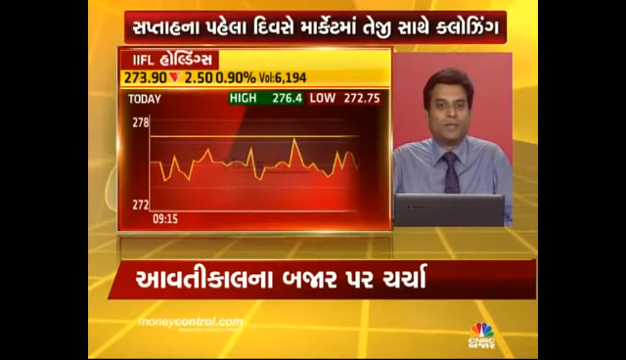 સપ્તાહના પહેલા દિવસે માર્કેટમાં તેજી સાથે ક્લોઝિંગ
IIFL હોલ્ડિંગ્સ
273.90 2.50 0.90% Vol:6,194
TODAY HIGH 276.4 LOW 272.75
278
272
09:15
આવતીકાલના બજાર પર ચર્ચા
moneycontrol.com
CNBC
બજાર